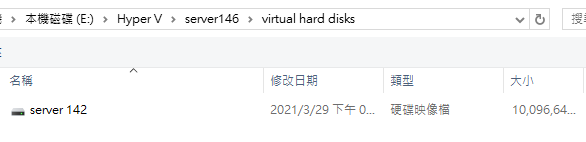 本機磁碟 (E:) › Hyper V › server146 › virtual hard disks
名稱 修改日期 類型 大小
server 142 2021/3/29 下午 0... 硬碟映像檔 10,096,64...